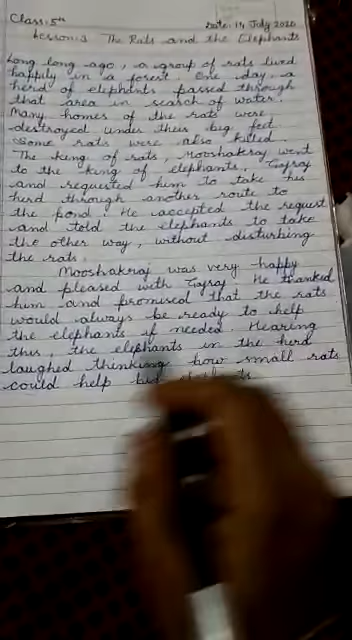 Class:5th
Date: 14 July 2020
Lesson:3 The Rats and the Elephants
Long long ago, a group of rats lived
happily in a forest. One day, a
herd of elephants passed through
that area in search of water.
Many homes of the rats were
destroyed under their big feet.
Some rats were also killed.
The king of rats, Mooshakraj went
to the king of elephants, Gajraj
and requested him to take his
herd through another route to
the pond. He accepted the request
and told the elephants to take
the other way, without disturbing
the rats.
Mooshakraj was very happy
and pleased with Gajraj. He thanked
him and promised that the rats
would always be ready to help
the elephants if needed. Hearing
this, the elephants in the herd
laughed thinking how small rats
could help big